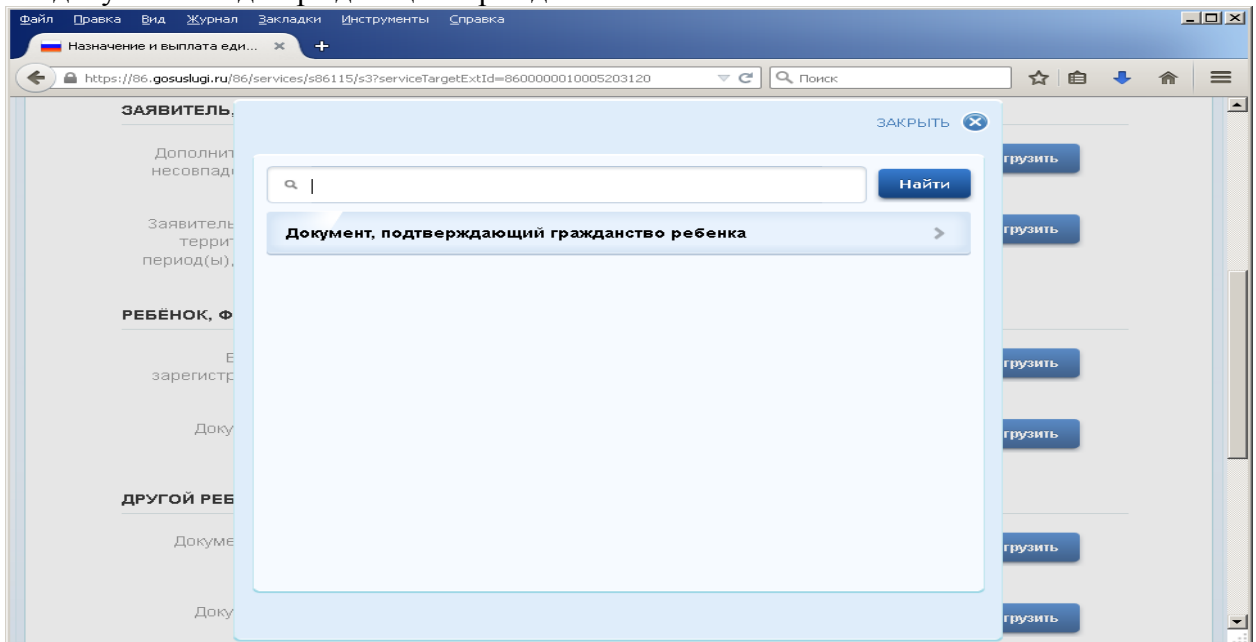 Файл Правка Вид Журнал Закладки Инструменты Справка
Назначение и выплата еди... × +
https://86.gosuslugi.ru/86/services/s86115/s3?serviceTargetExtId=8600000010005203120 Поиск
ЗАЯВИТЕЛЬ,
ЗАКРЫТЬ
Дополнит
несовпад
грузить
Найти
Заявитель
террит
период(ы),
грузить
Документ, подтверждающий гражданство ребенка
РЕБЁНОК, Ф
Е
зарегистр
грузить
Доку
грузить
ДРУГОЙ РЕБ
Докуме
грузить
Доку
грузить